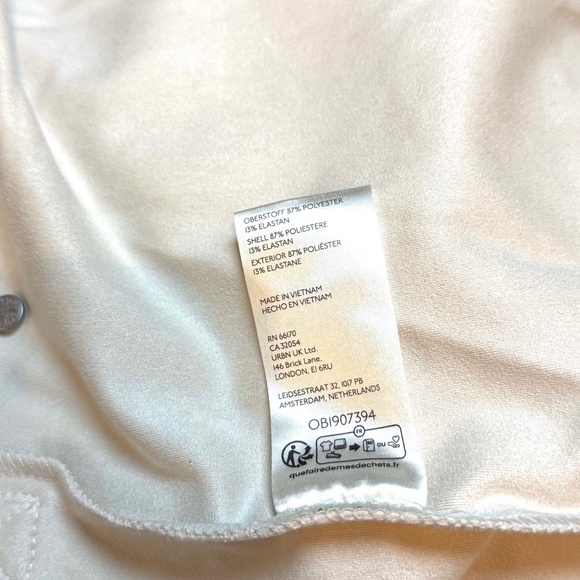 OBERSTOFF 87% POLYESTER
13% ELASTAN
SHELL 87% POLIESTERE
13% ELASTAN
EXTERIOR 87% POLIÉSTER
13% ELASTANE
MADE IN VIETNAM
HECHO EN VIETNAM
RN 66170
CA 32054
URBN UK Ltd.
146 Brick Lane,
LONDON, E1 6RU
LEIDSESTRAAT 32, 1017 PB
AMSTERDAM, NETHERLANDS
OB1907394
FR
OU
quefairedemesdechets.fr